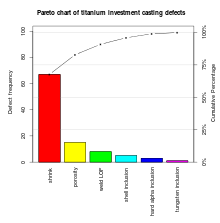 Pareto chart of titanium investment casting defects
Defect frequency
100
80
60
40
20
0
100%
75%
50%
25%
0%
Cumulative Percentage
shrink
porosity
weld LOF
shell inclusion
hard alpha inclusion
tungsten inclusion